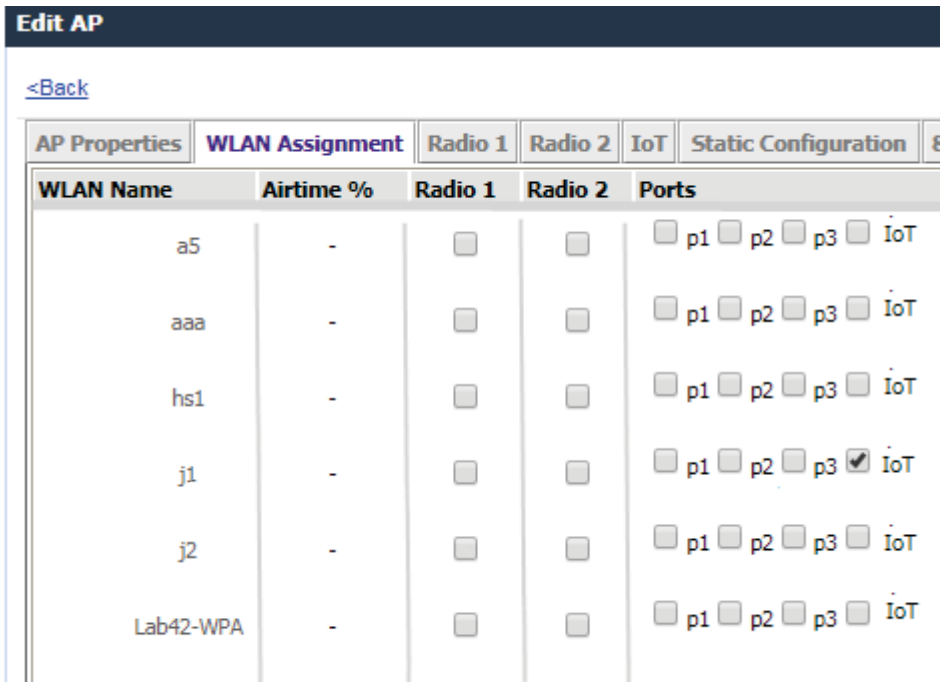 Edit AP
<Back
AP Properties WLAN Assignment Radio 1 Radio 2 IoT Static Configuration
WLAN Name Airtime % Radio 1 Radio 2 Ports
a5 - p1 p2 p3 IoT
aaa - p1 p2 p3 IoT
hs1 - p1 p2 p3 IoT
j1 - p1 p2 p3 IoT
j2 - p1 p2 p3 IoT
Lab42-WPA - p1 p2 p3 IoT